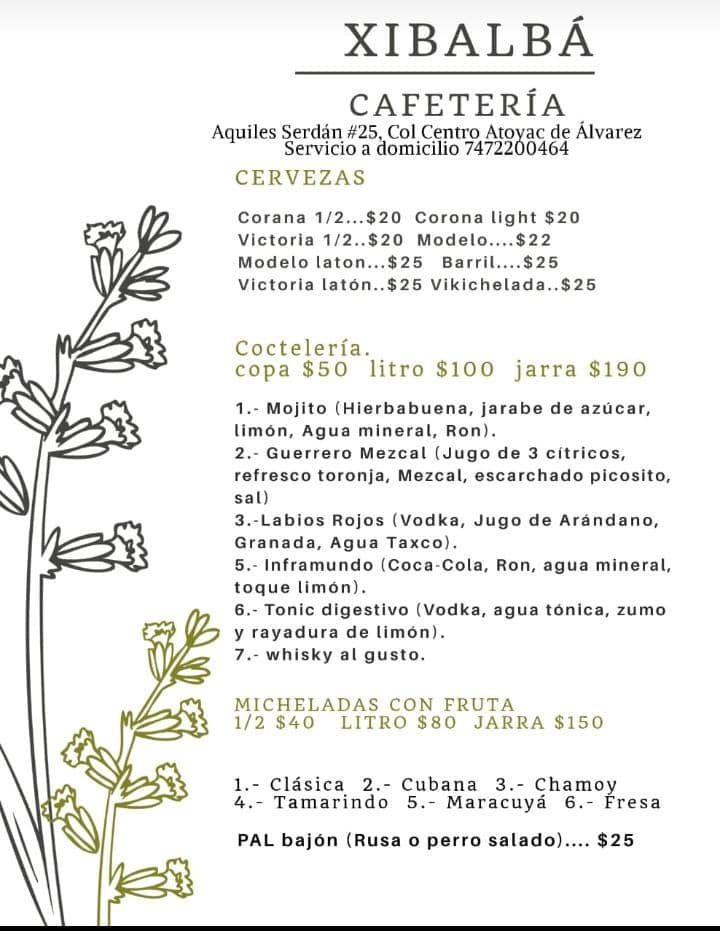 XIBALBÁ
CAFETERÍA
Aquiles Serdán #25, Col Centro Atoyac de Álvarez
Servicio a domicilio 7472200464
CERVEZAS
Corana 1/2...$20 Corona light $20
Victoria 1/2..$20 Modelo....$22
Modelo laton...$25 Barril....$25
Victoria latón..$25 Vikichelada..$25
Coctelería.
copa $50 litro $100 jarra $190
1.- Mojito (Hierbabuena, jarabe de azúcar,
limón, Agua mineral, Ron).
2.- Guerrero Mezcal (Jugo de 3 cítricos,
refresco toronja, Mezcal, escarchado picosito,
sal)
3.-Labios Rojos (Vodka, Jugo de Arándano,
Granada, Agua Taxco).
5.- Inframundo (Coca-Cola, Ron, agua mineral,
toque limón).
6.- Tonic digestivo (Vodka, agua tónica, zumo
y rayadura de limón).
7.- whisky al gusto.
MICHELADAS CON FRUTA
1/2 $40 LITRO $80 JARRA $150
1.- Clásica 2.- Cubana 3.- Chamoy
4.- Tamarindo 5.- Maracuyá 6.- Fresa
PAL bajón (Rusa o perro salado).... $25